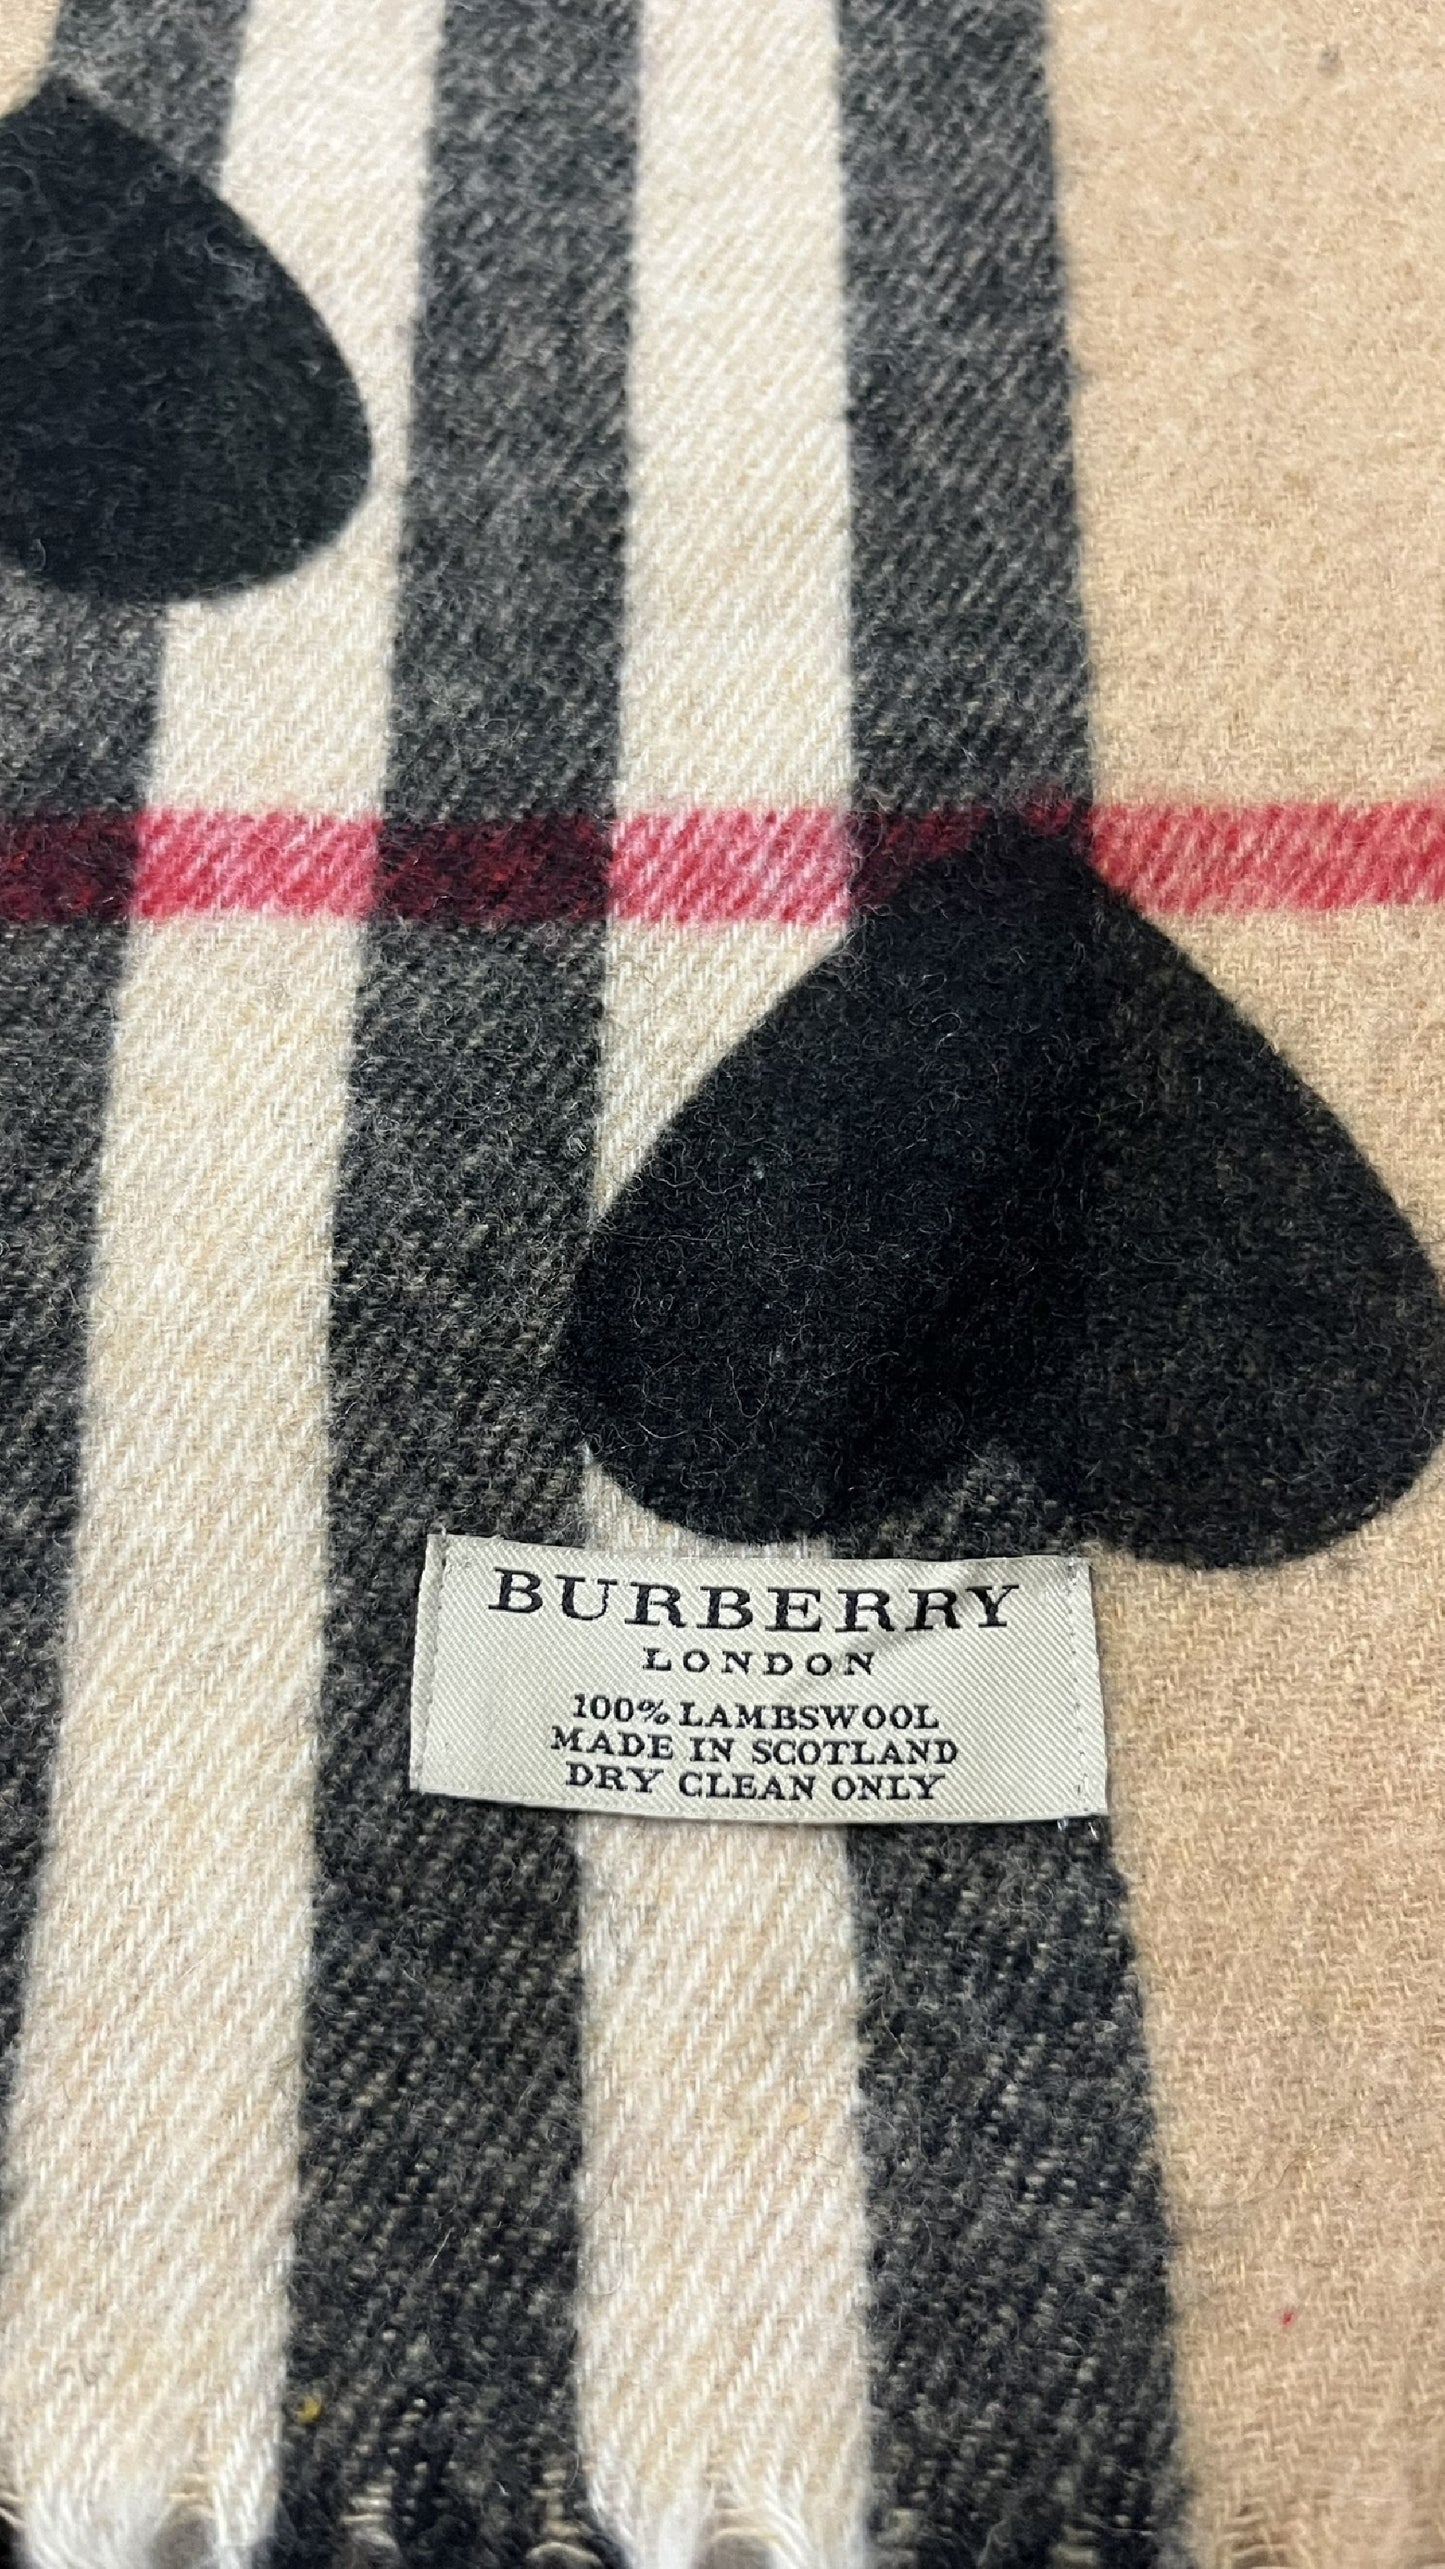 BURBERRY
LONDON
100% LAMBSWOOL
MADE IN SCOTLAND
DRY CLEAN ONLY